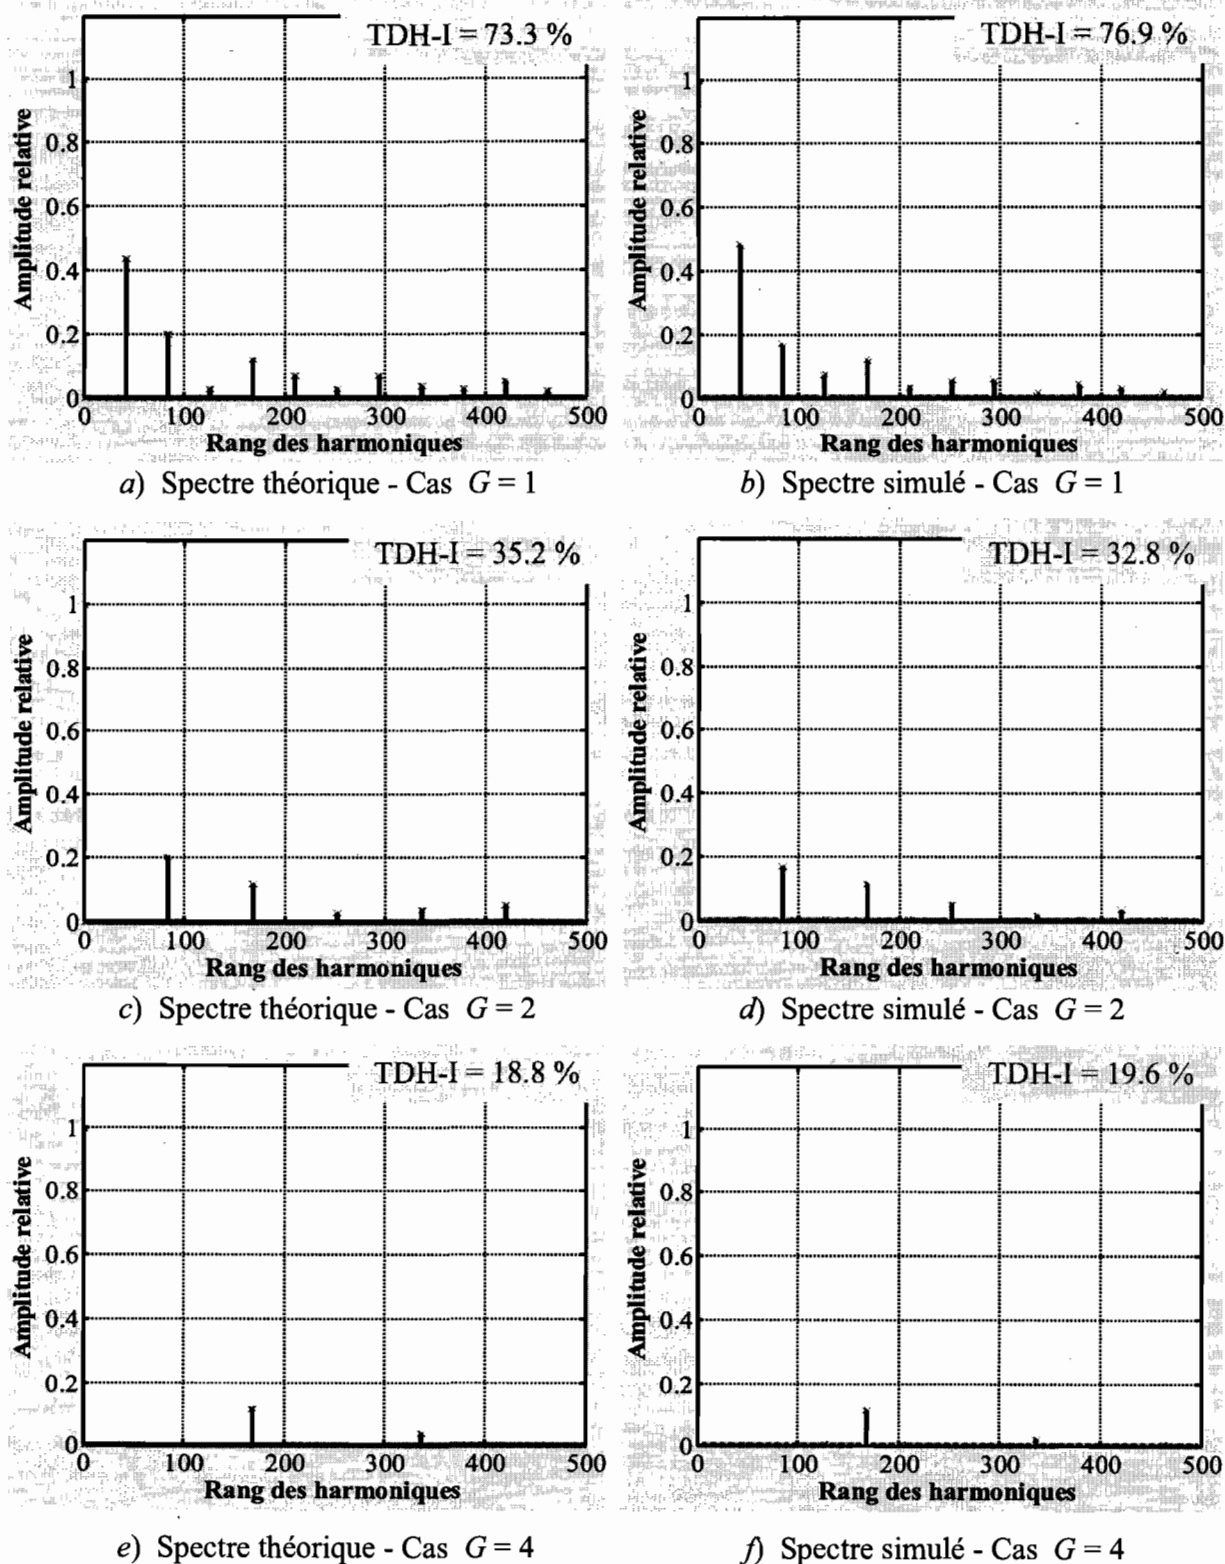 TDH-I = 73.3 %
Amplitude relative
1
0.8
0.6
0.4
0.2
0
0 100 200 300 400 500
Rang des harmoniques
a) Spectre théorique - Cas G = 1
TDH-I = 76.9 %
Amplitude relative
1
0.8
0.6
0.4
0.2
0
0 100 200 300 400 500
Rang des harmoniques
b) Spectre simulé - Cas G = 1
TDH-I = 35.2 %
Amplitude relative
1
0.8
0.6
0.4
0.2
0
0 100 200 300 400 500
Rang des harmoniques
c) Spectre théorique - Cas G = 2
TDH-I = 32.8 %
Amplitude relative
1
0.8
0.6
0.4
0.2
0
0 100 200 300 400 500
Rang des harmoniques
d) Spectre simulé - Cas G = 2
TDH-I = 18.8 %
Amplitude relative
1
0.8
0.6
0.4
0.2
0
0 100 200 300 400 500
Rang des harmoniques
e) Spectre théorique - Cas G = 4
TDH-I = 19.6 %
Amplitude relative
1
0.8
0.6
0.4
0.2
0
0 100 200 300 400 500
Rang des harmoniques
f) Spectre simulé - Cas G = 4